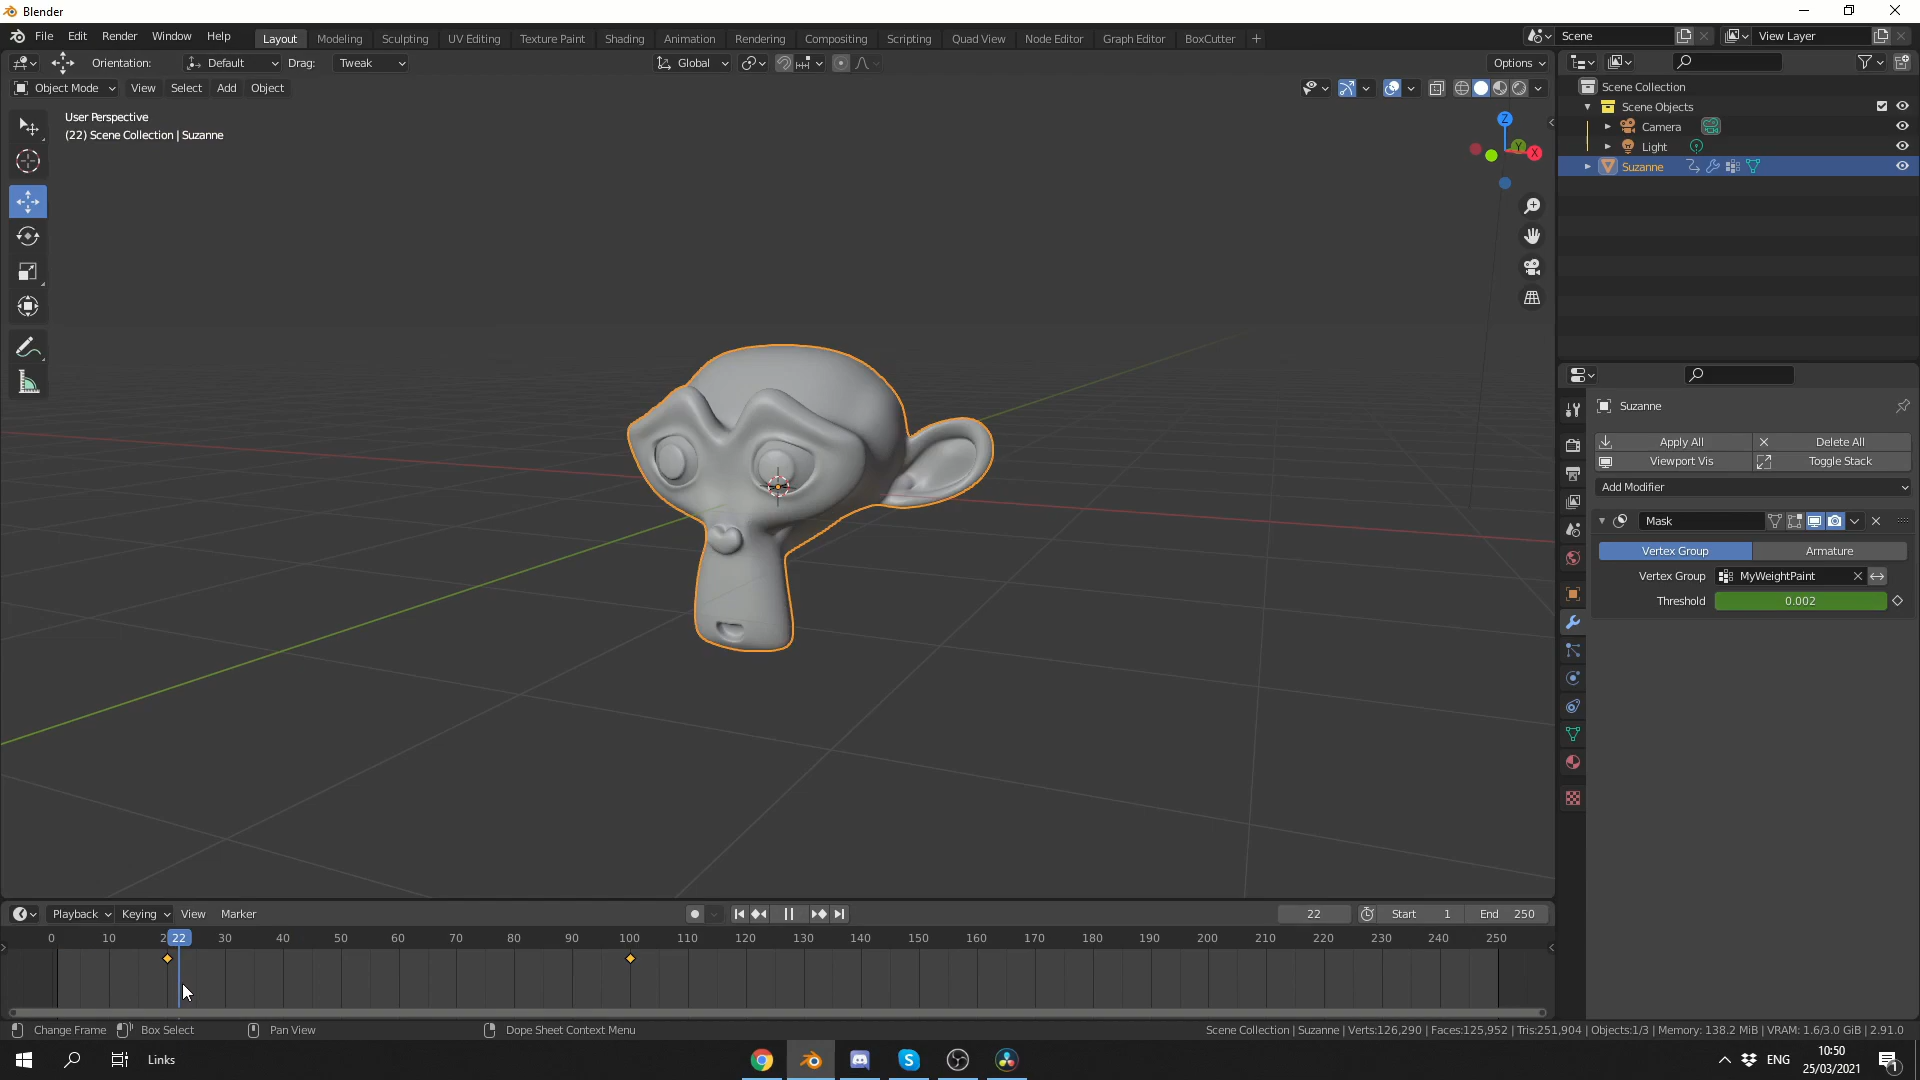 Blender
File Edit Render Window Help Layout Modeling Sculpting UV Editing Texture Paint Shading Animation Rendering Compositing Scripting Quad View Node Editor Graph Editor BoxCutter + Scene View Layer
Orientation: Default Drag: Tweak Global Options
Object Mode View Select Add Object
User Perspective
(22) Scene Collection | Suzanne
Z
Y
X
Scene Collection
Scene Objects
Camera
Light
Suzanne
Suzanne
Apply All Delete All
Viewport Vis Toggle Stack
Add Modifier
Mask
Vertex Group Armature
Vertex Group MyWeightPaint
Threshold 0.002
Playback Keying View Marker 22 Start 1 End 250
0 10 2 22 30 40 50 60 70 80 90 100 110 120 130 140 150 160 170 180 190 200 210 220 230 240 250
Change Frame Box Select Pan View Dope Sheet Context Menu Scene Collection | Suzanne | Verts:126,290 | Faces:125,952 | Tris:251,904 | Objects:1/3 | Memory: 138.2 MiB | VRAM: 1.6/3.0 GiB | 2.91.0
Links
ENG
10:50
25/03/2021
1